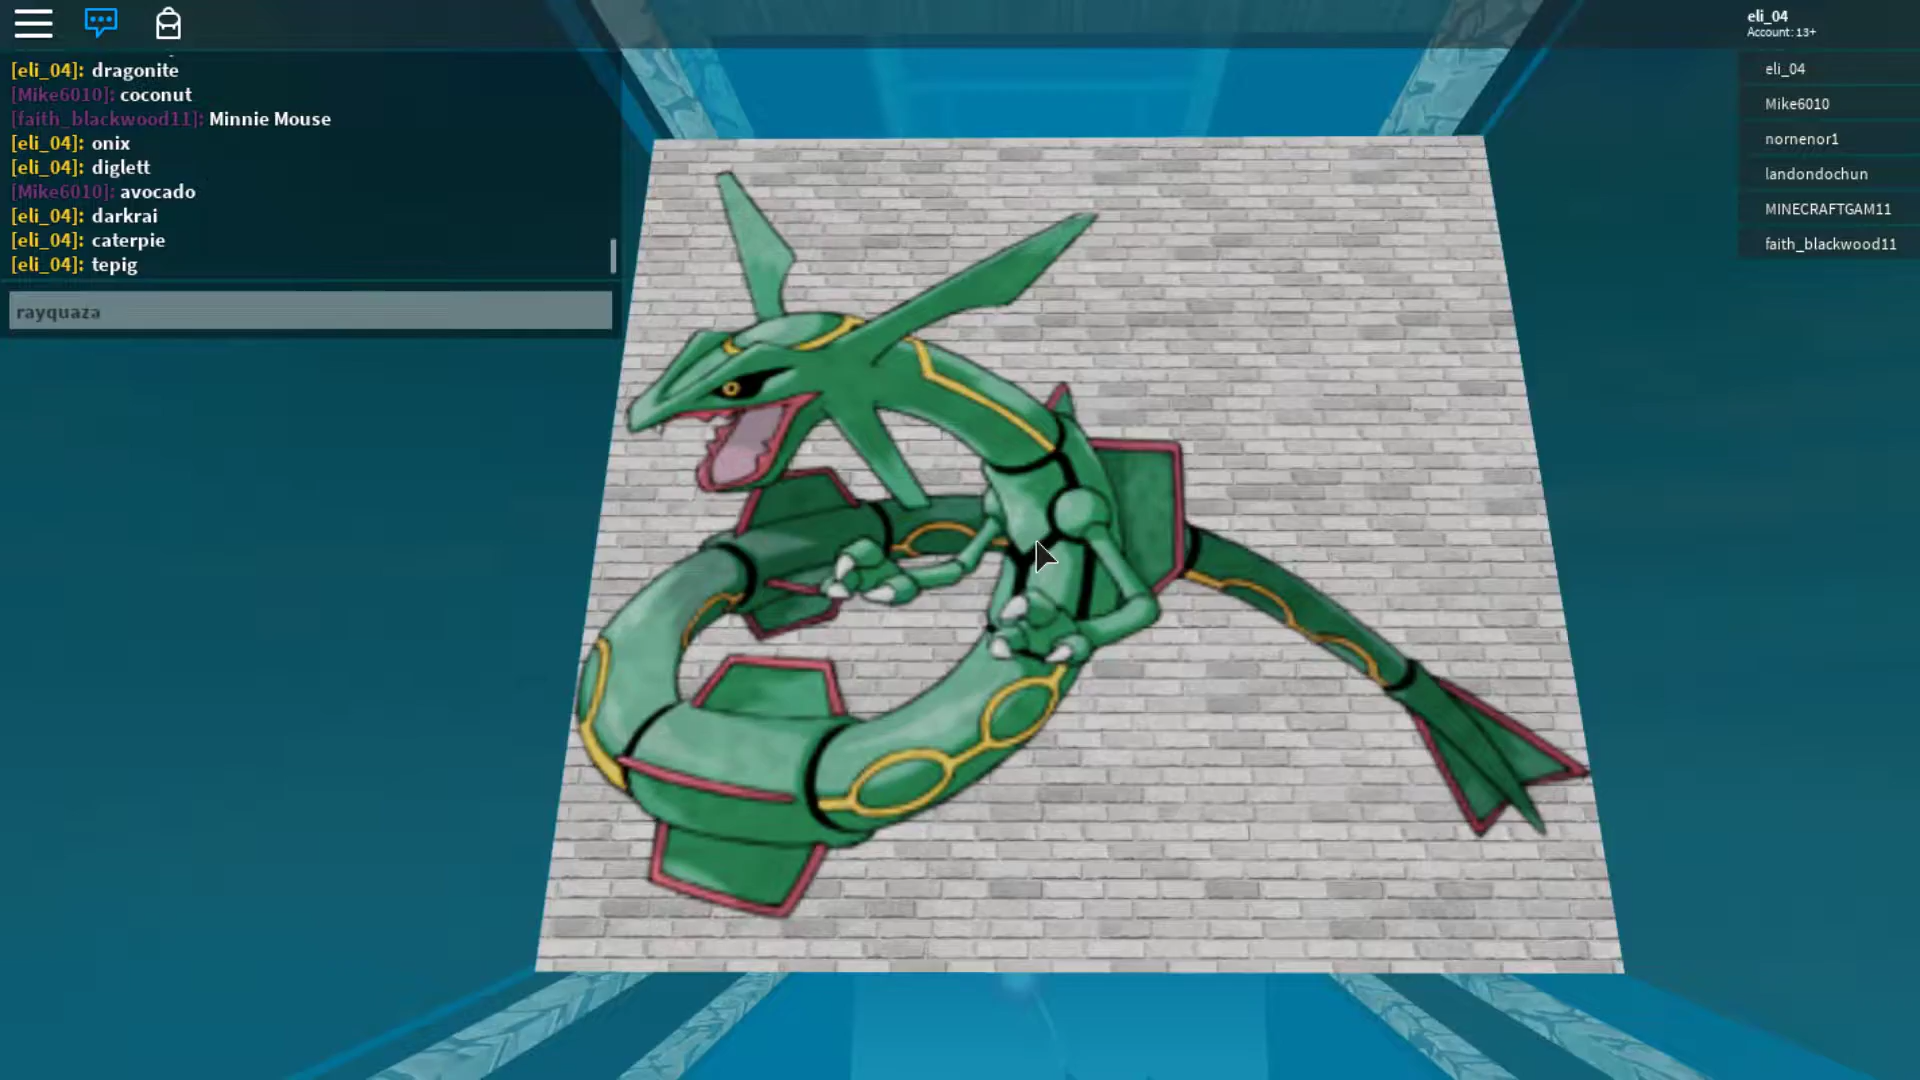 eli_04
Account: 13+
[eli_04]: dragonite
[Mike6010]: coconut
[faith_blackwood11]: Minnie Mouse
[eli_04]: onix
[eli_04]: diglett
[Mike6010]: avocado
[eli_04]: darkrai
[eli_04]: caterpie
[eli_04]: tepig
rayquaza
eli_04
Mike6010
nornenor1
landondochun
MINECRAFTGAM11
faith_blackwood11